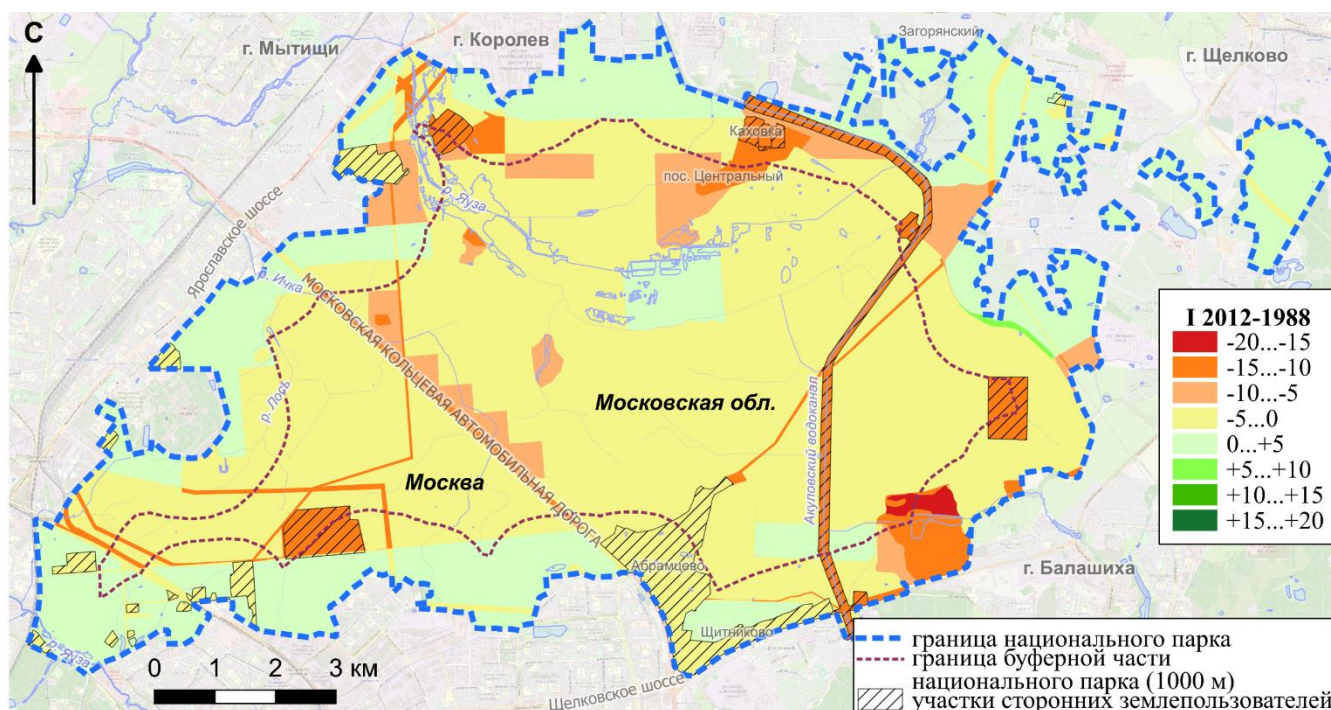 С
г. Мытищи
г. Королев
Загорянский
г. Щелково
Каховка
пос. Центральный
р. Яуза
Ярославское шоссе
р. Ичка
МОСКОВСКАЯ КОЛЬЦЕВАЯ АВТОМОБИЛЬНАЯ ДОРОГА
р. Лось
Московская обл.
Москва
Акуловский водоканал
I 2012-1988
-20...-15
-15...-10
-10...-5
-5...0
0...+5
+5...+10
+10...+15
+15...+20
Абрамцево
г. Балашиха
Щитниково
р. Яуза
0 1 2 3 км
Щелковское шоссе
граница национального парка
граница буферной части
национального парка (1000 м)
участки сторонних землепользователей